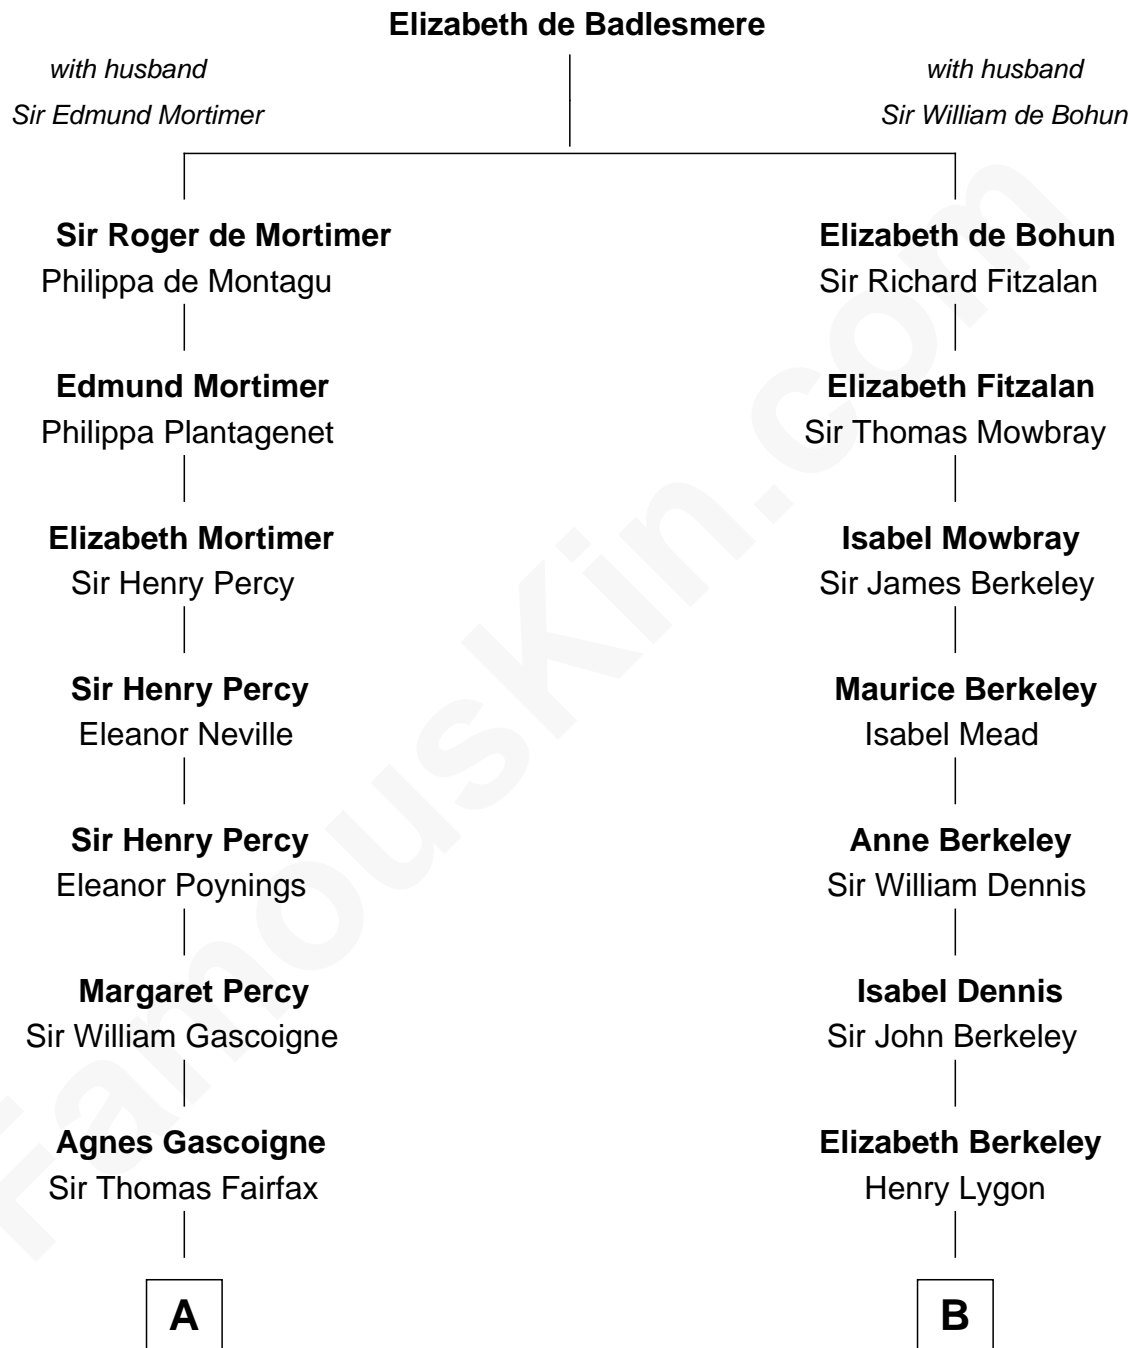 Elizabeth de Badlesmere
with husband
Sir Edmund Mortimer
with husband
Sir William de Bohun
Sir Roger de Mortimer
Philippa de Montagu
Elizabeth de Bohun
Sir Richard Fitzalan
Edmund Mortimer
Philippa Plantagenet
Elizabeth Fitzalan
Sir Thomas Mowbray
Elizabeth Mortimer
Sir Henry Percy
Isabel Mowbray
Sir James Berkeley
Sir Henry Percy
Eleanor Neville
Maurice Berkeley
Isabel Mead
Sir Henry Percy
Eleanor Poynings
Anne Berkeley
Sir William Dennis
Margaret Percy
Sir William Gascoigne
Isabel Dennis
Sir John Berkeley
Agnes Gascoigne
Sir Thomas Fairfax
Elizabeth Berkeley
Henry Lygon
A
B
FamousKin.com